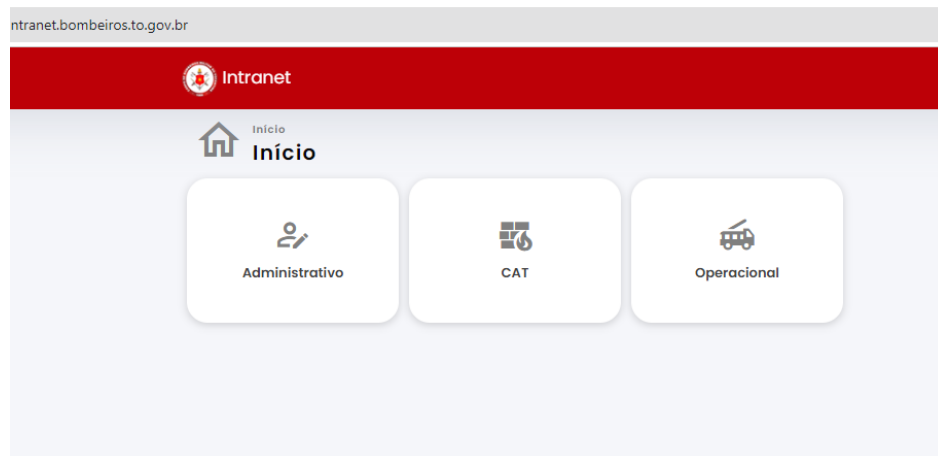 ntranet.bombeiros.to.gov.br
Intranet
Início
Início
Administrativo
CAT
Operacional